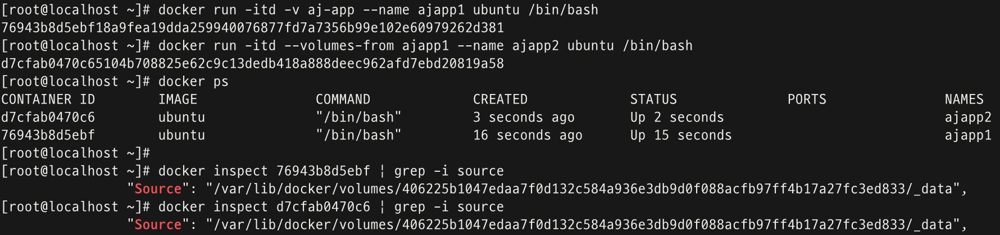 [root@localhost ~]# docker run -itd -v aj-app --name ajapp1 ubuntu /bin/bash
76943b8d5ebf18a9fea19dda259940076877fd7a7356b99e102e60979262d381
[root@localhost ~]# docker run -itd --volumes-from ajapp1 --name ajapp2 ubuntu /bin/bash
d7cfab0470c65104b708825e62c9c13dedb418a888deec962afd7ebd20819a58
[root@localhost ~]# docker ps
CONTAINER ID        IMAGE               COMMAND             CREATED             STATUS              PORTS               NAMES
d7cfab0470c6        ubuntu              "/bin/bash"         3 seconds ago       Up 2 seconds                            ajapp2
76943b8d5ebf        ubuntu              "/bin/bash"         16 seconds ago      Up 15 seconds                           ajapp1
[root@localhost ~]#
[root@localhost ~]# docker inspect 76943b8d5ebf | grep -i source
                "Source": "/var/lib/docker/volumes/406225b1047edaa7f0d132c584a936e3db9d0f088acfb97ff4b17a27fc3ed833/_data",
[root@localhost ~]# docker inspect d7cfab0470c6 | grep -i source
                "Source": "/var/lib/docker/volumes/406225b1047edaa7f0d132c584a936e3db9d0f088acfb97ff4b17a27fc3ed833/_data",